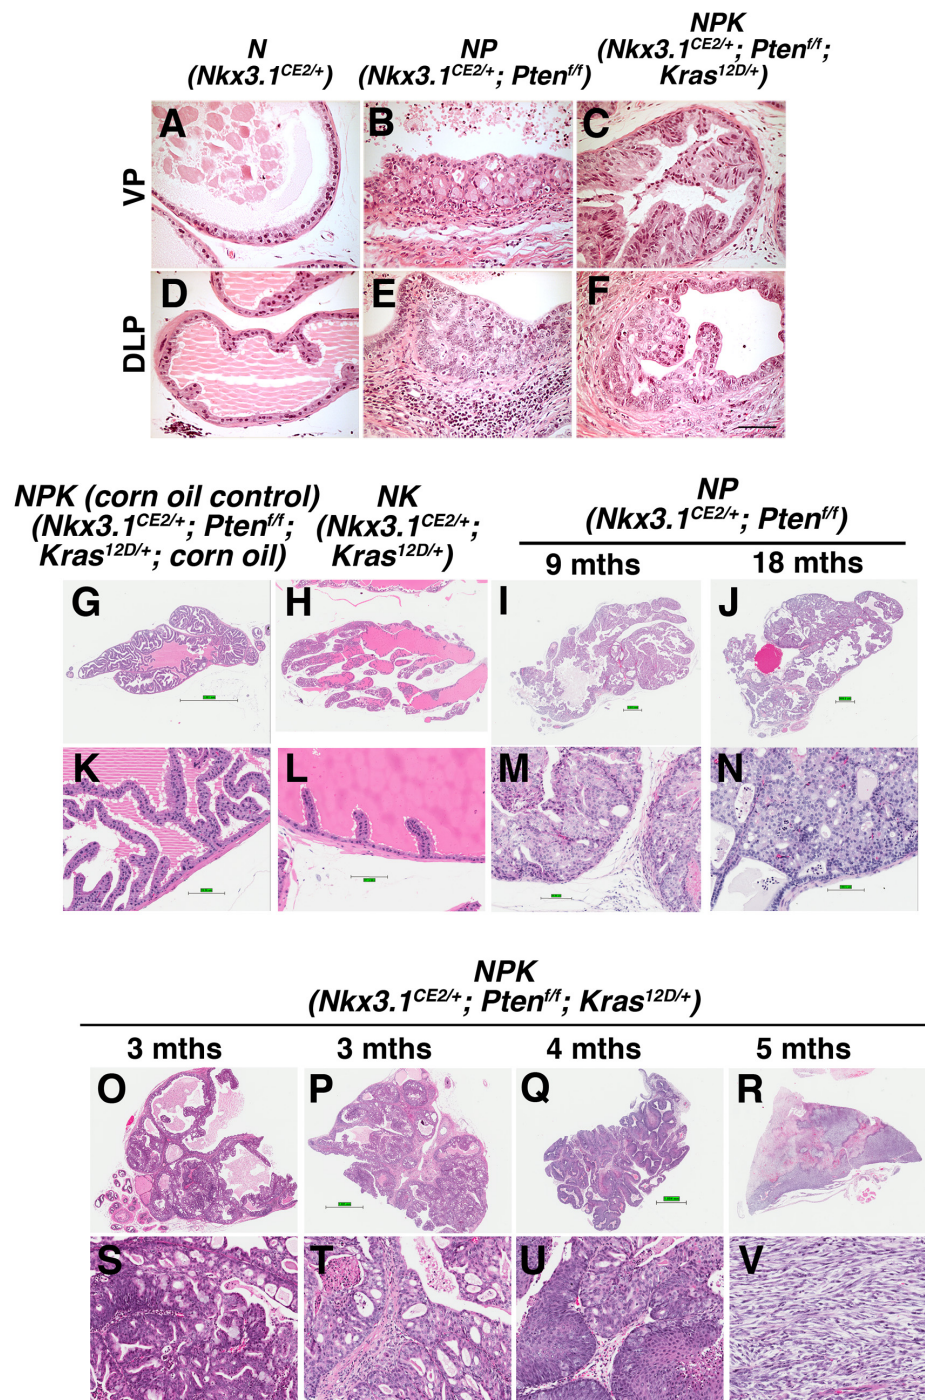 N
(Nkx3.1CE2/+)
NP
(Nkx3.1CE2/+; Ptenf/f)
NPK
(Nkx3.1CE2/+; Ptenf/f;
Kras12D/+)
VP
A
B
C
DLP
D
E
F
NPK (corn oil control)
(Nkx3.1CE2/+; Ptenf/f;
Kras12D/+; corn oil)
NK
(Nkx3.1CE2/+;
Kras12D/+)
NP
(Nkx3.1CE2/+; Ptenf/f)
9 mths
18 mths
G
H
I
J
K
L
M
N
NPK
(Nkx3.1CE2/+; Ptenf/f; Kras12D/+)
3 mths
3 mths
4 mths
5 mths
O
P
Q
R
S
T
U
V